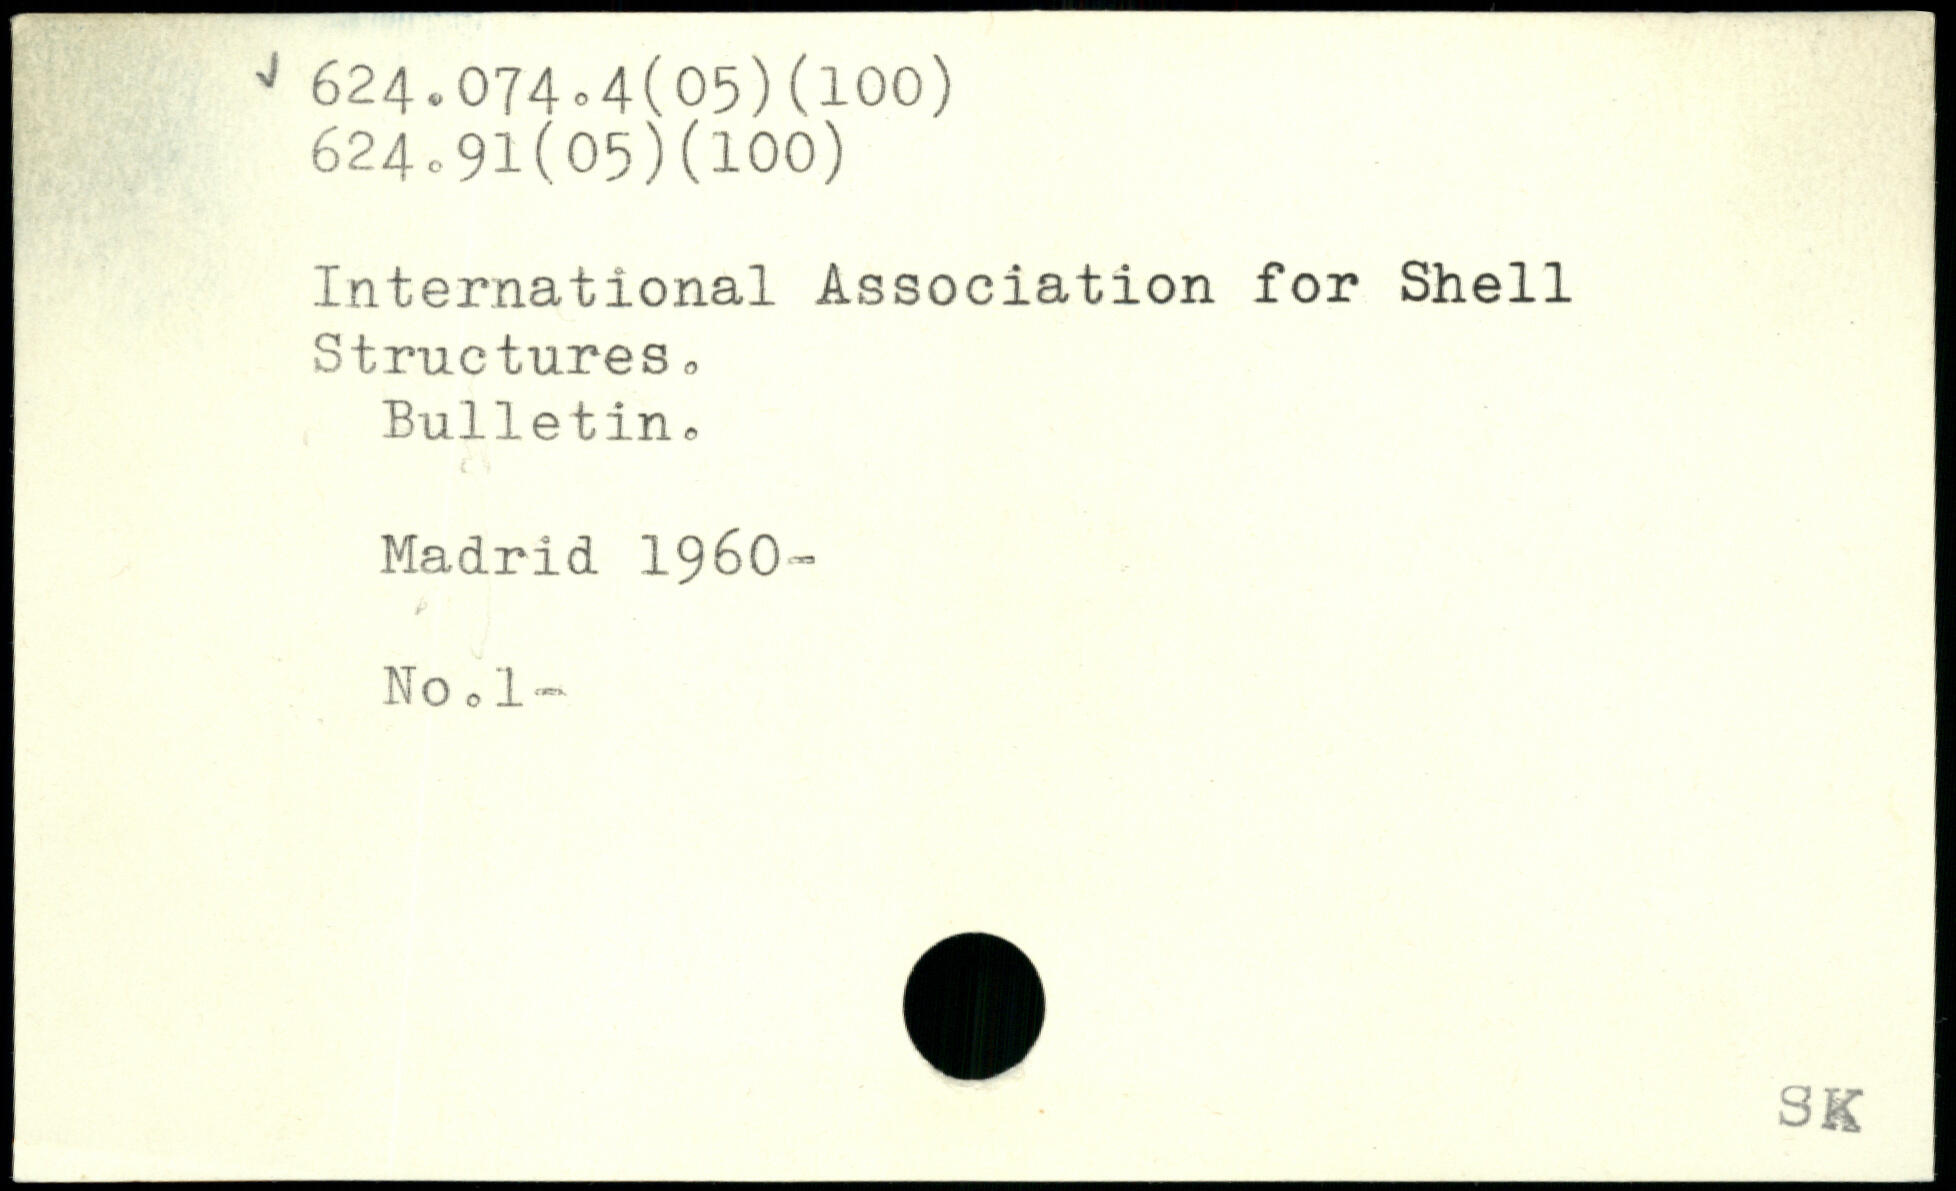 624.074.4(05)(100)
624.91(05)(100)
International Association for Shell
Structures.
Bulletin.
Madrid 1960-
No.1-
SK